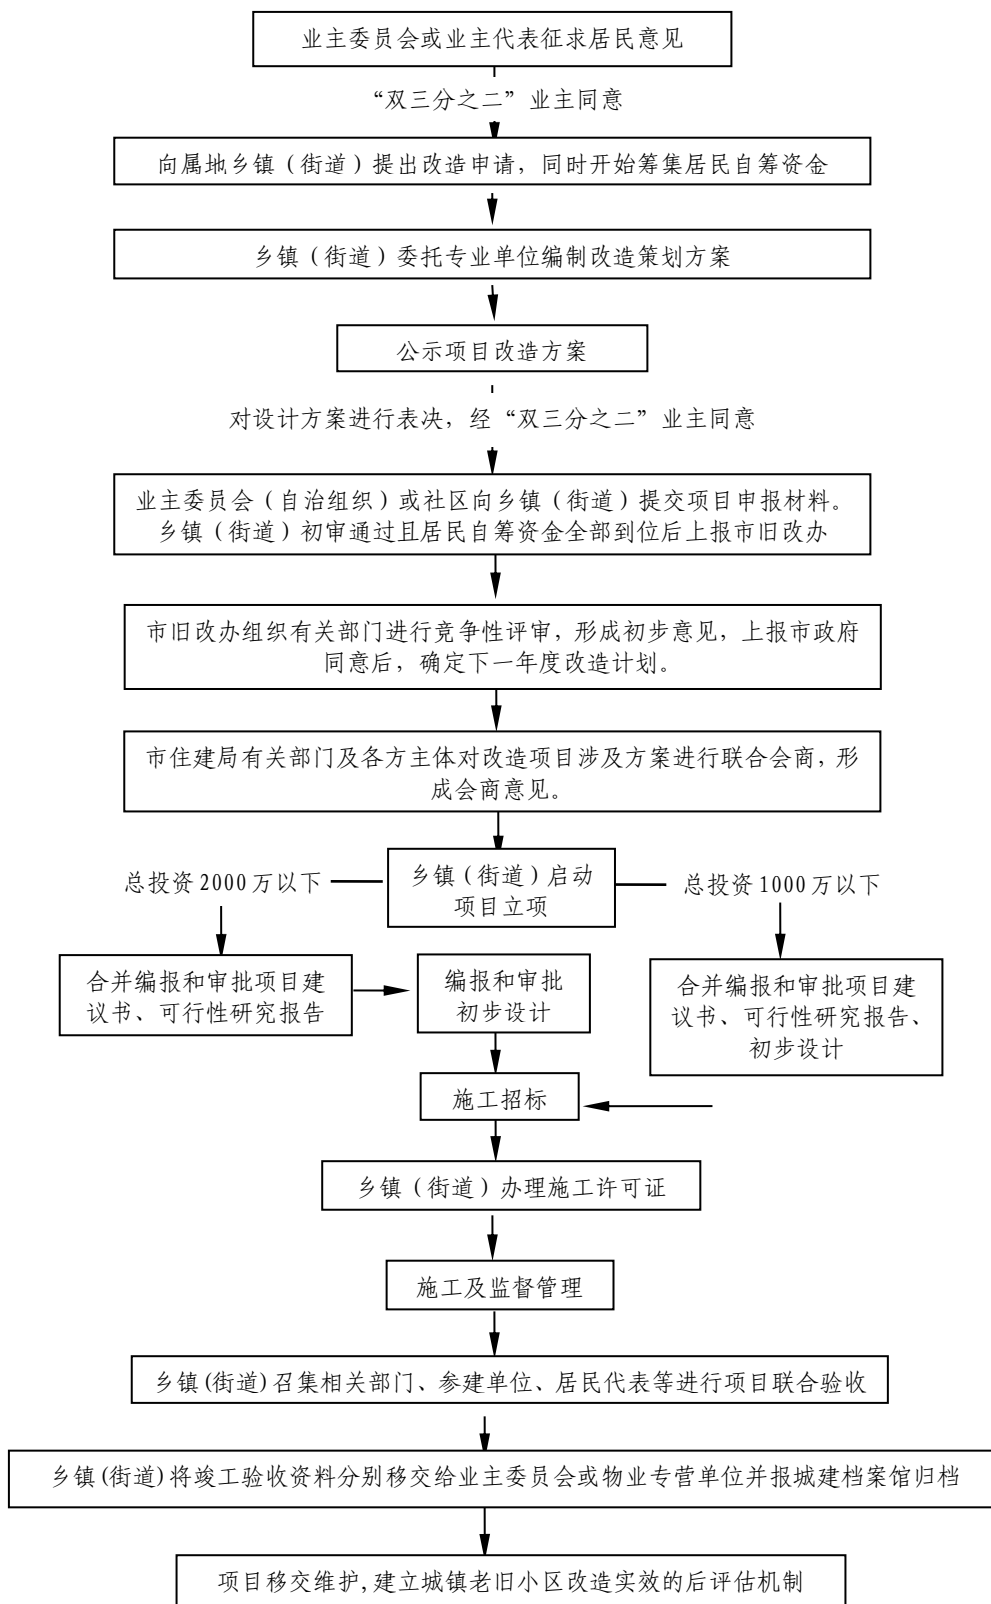 业主委员会或业主代表征求居民意见
“双三分之二”业主同意
向属地乡镇（街道）提出改造申请，同时开始筹集居民自筹资金
乡镇（街道）委托专业单位编制改造策划方案
公示项目改造方案
对设计方案进行表决，经“双三分之二”业主同意
业主委员会（自治组织）或社区向乡镇（街道）提交项目申报材料。
乡镇（街道）初审通过且居民自筹资金全部到位后上报市旧改办
市旧改办组织有关部门进行竞争性评审，形成初步意见，上报市政府
同意后，确定下一年度改造计划。
市住建局有关部门及各方主体对改造项目涉及方案进行联合会商，形
成会商意见。
乡镇（街道）启动
项目立项
总投资2000万以下
总投资1000万以下
合并编报和审批项目建
议书、可行性研究报告
编报和审批
初步设计
合并编报和审批项目建
议书、可行性研究报告、
初步设计
施工招标
乡镇（街道）办理施工许可证
施工及监督管理
乡镇(街道)召集相关部门、参建单位、居民代表等进行项目联合验收
乡镇(街道)将竣工验收资料分别移交给业主委员会或物业专营单位并报城建档案馆归档
项目移交维护,建立城镇老旧小区改造实效的后评估机制